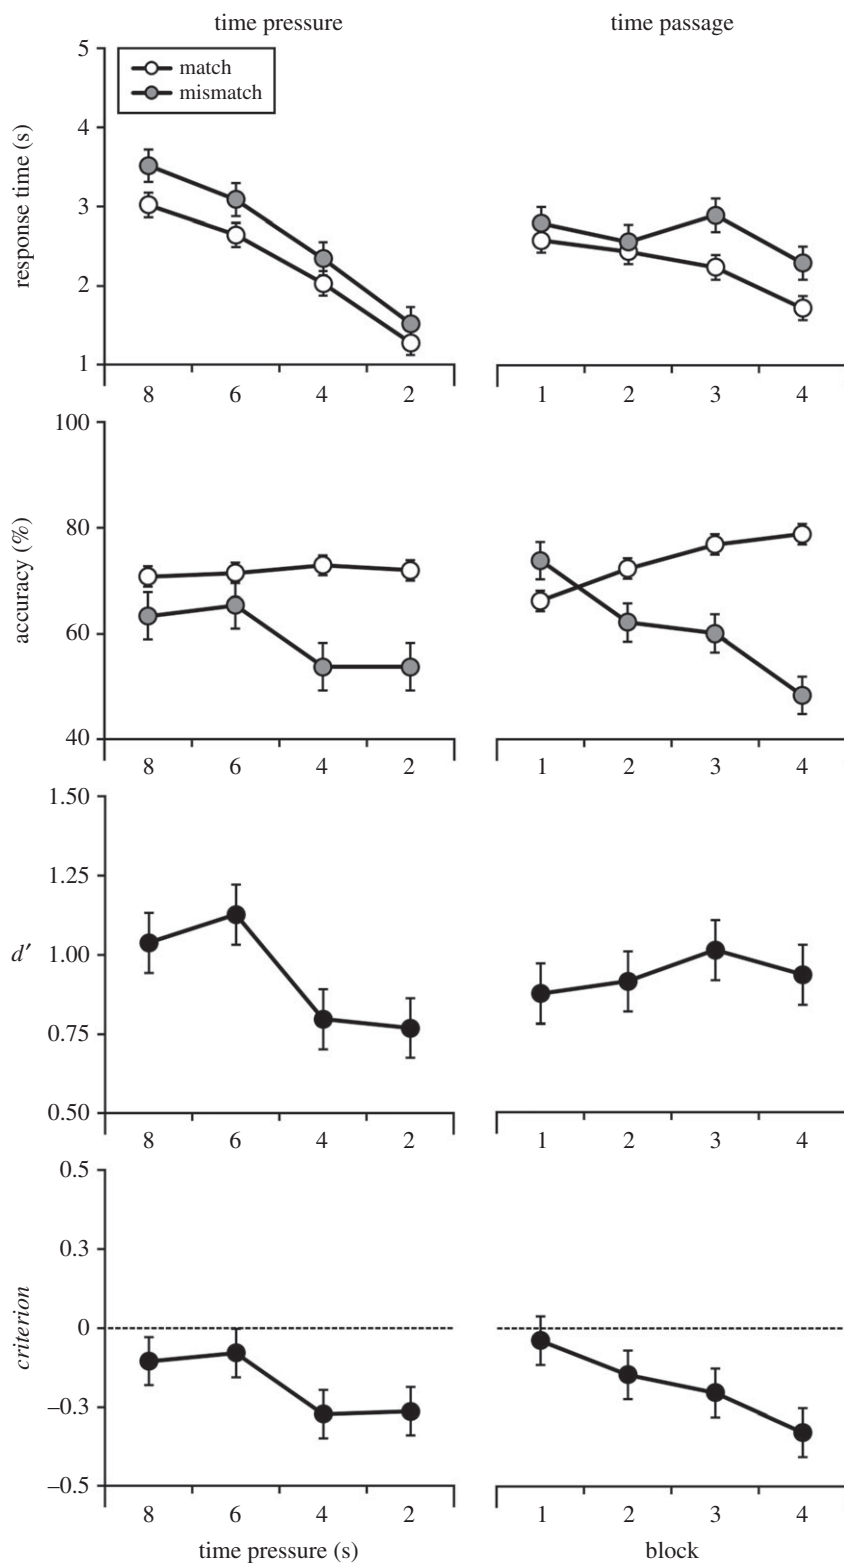 time pressure
time passage
response time (s)
5
4
3
2
1
match
mismatch
8 6 4 2
1 2 3 4
accuracy (%)
100
80
60
40
8 6 4 2
1 2 3 4
d′
1.50
1.25
1.00
0.75
0.50
8 6 4 2
1 2 3 4
criterion
0.5
0.3
0
–0.3
–0.5
8 6 4 2
1 2 3 4
time pressure (s)
block